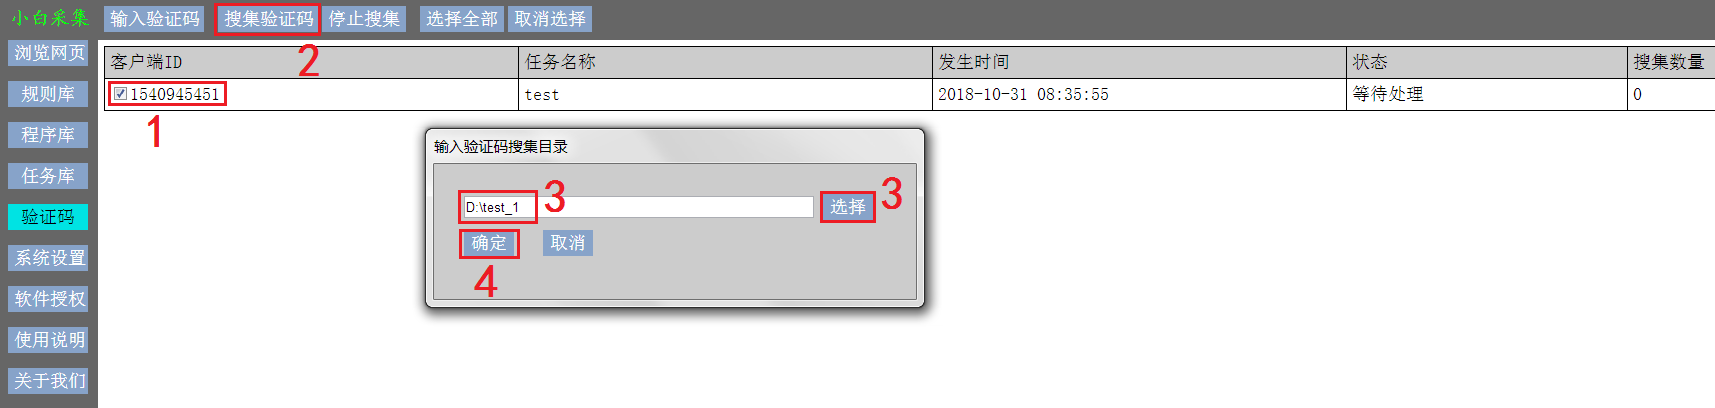 小白采集 输入验证码 搜集验证码 停止搜集 选择全部 取消选择
浏览网页
规则库
程序库
任务库
验证码
系统设置
软件授权
使用说明
关于我们
客户端ID 任务名称 发生时间 状态 搜集数量
1540945451 test 2018-10-31 08:35:55 等待处理 0
2
1
输入验证码搜集目录
D:\test_1 3 选择 3
确定 取消
4